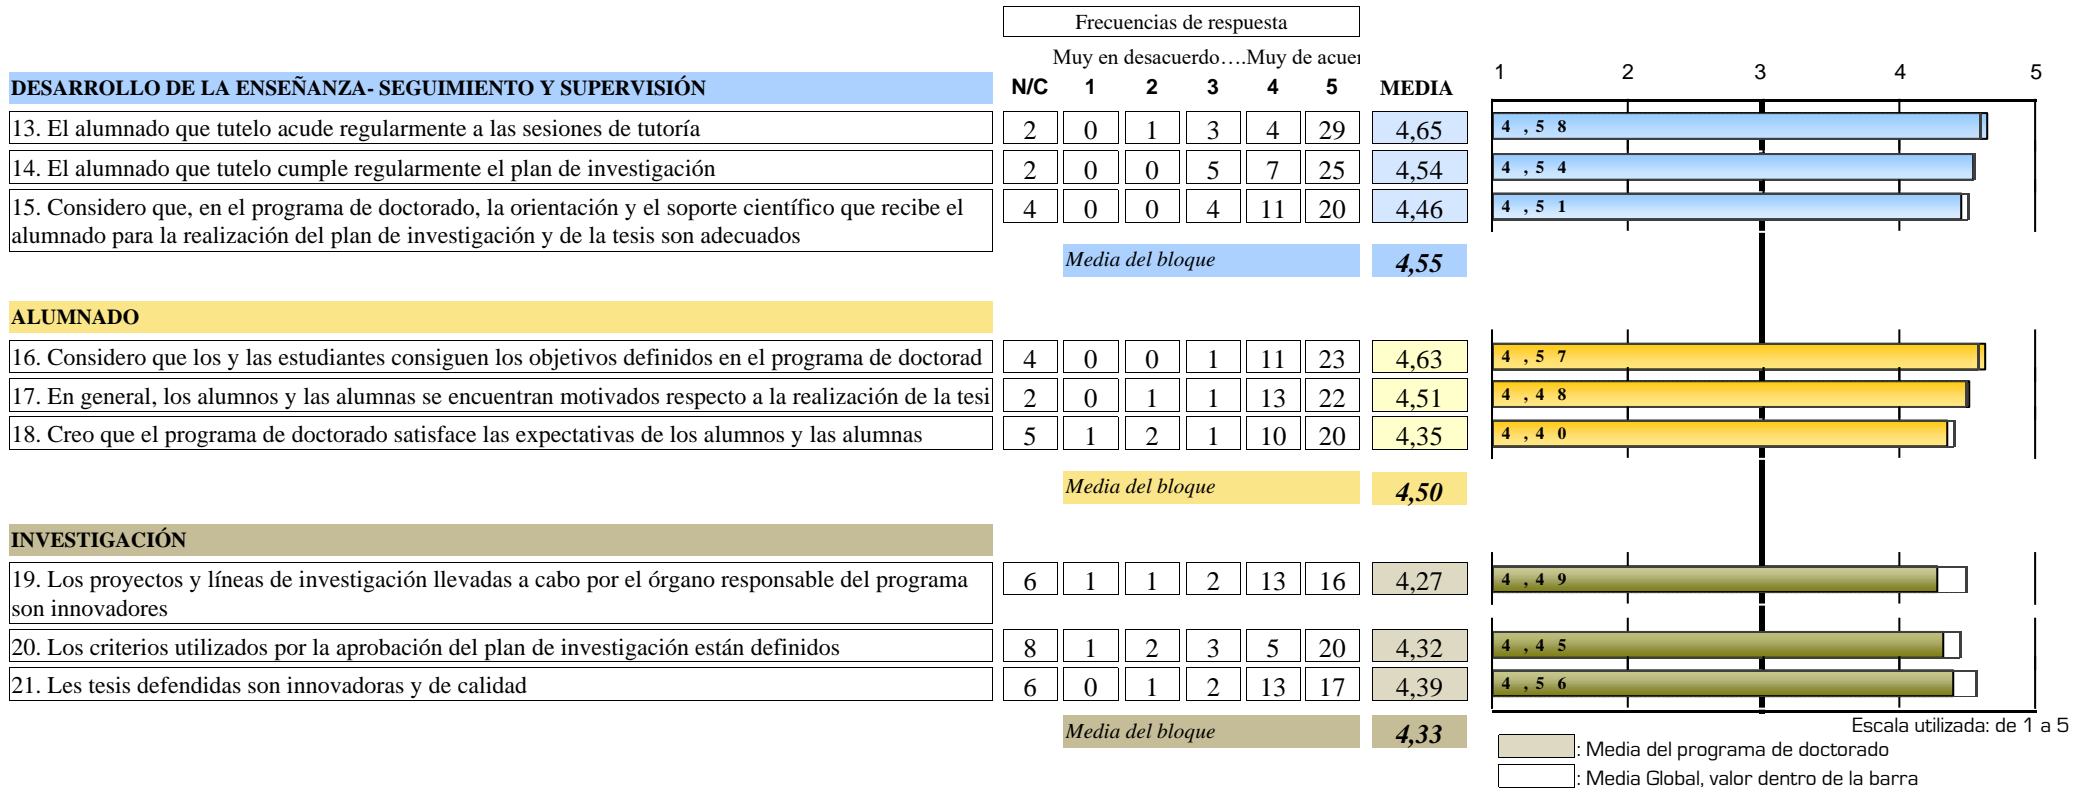 Frecuencias de respuesta
Muy en desacuerdo….Muy de acuer
DESARROLLO DE LA ENSEÑANZA- SEGUIMIENTO Y SUPERVISIÓN N/C 1 2 3 4 5 MEDIA 1 2 3 4 5
13. El alumnado que tutelo acude regularmente a las sesiones de tutoría 2 0 1 3 4 29 4,65 4,58
14. El alumnado que tutelo cumple regularmente el plan de investigación 2 0 0 5 7 25 4,54 4,54
15. Considero que, en el programa de doctorado, la orientación y el soporte científico que recibe el 4 0 0 4 11 20 4,46 4,51
alumnado para la realización del plan de investigación y de la tesis son adecuados
Media del bloque 4,55
ALUMNADO
16. Considero que los y las estudiantes consiguen los objetivos definidos en el programa de doctorad 4 0 0 1 11 23 4,63 4,57
17. En general, los alumnos y las alumnas se encuentran motivados respecto a la realización de la tesi 2 0 1 1 13 22 4,51 4,48
18. Creo que el programa de doctorado satisface las expectativas de los alumnos y las alumnas 5 1 2 1 10 20 4,35 4,40
Media del bloque 4,50
INVESTIGACIÓN
19. Los proyectos y líneas de investigación llevadas a cabo por el órgano responsable del programa 6 1 1 2 13 16 4,27 4,49
son innovadores
20. Los criterios utilizados por la aprobación del plan de investigación están definidos 8 1 2 3 5 20 4,32 4,45
21. Les tesis defendidas son innovadoras y de calidad 6 0 1 2 13 17 4,39 4,56
Media del bloque 4,33
Escala utilizada: de 1 a 5
: Media del programa de doctorado
: Media Global, valor dentro de la barra